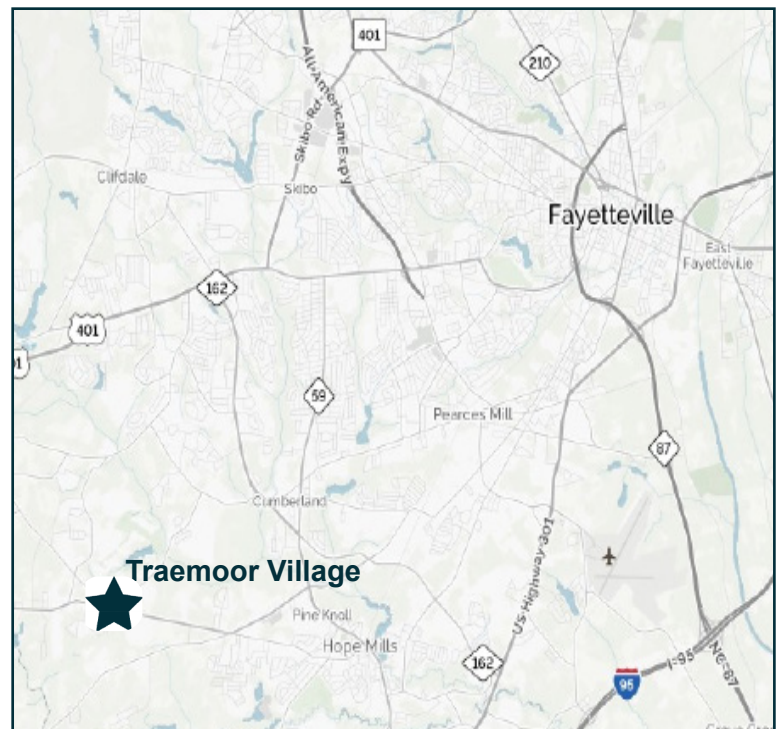 401
210
All-American-Expy
Skibo Rd
Clifdale
Skibo
Fayetteville
East
Fayetteville
162
401
59
Pearces Mill
87
Cumberland
US Highway 301
Traemoor Village
Pine Knoll
Hope Mills
162
I-95
NC-87
95